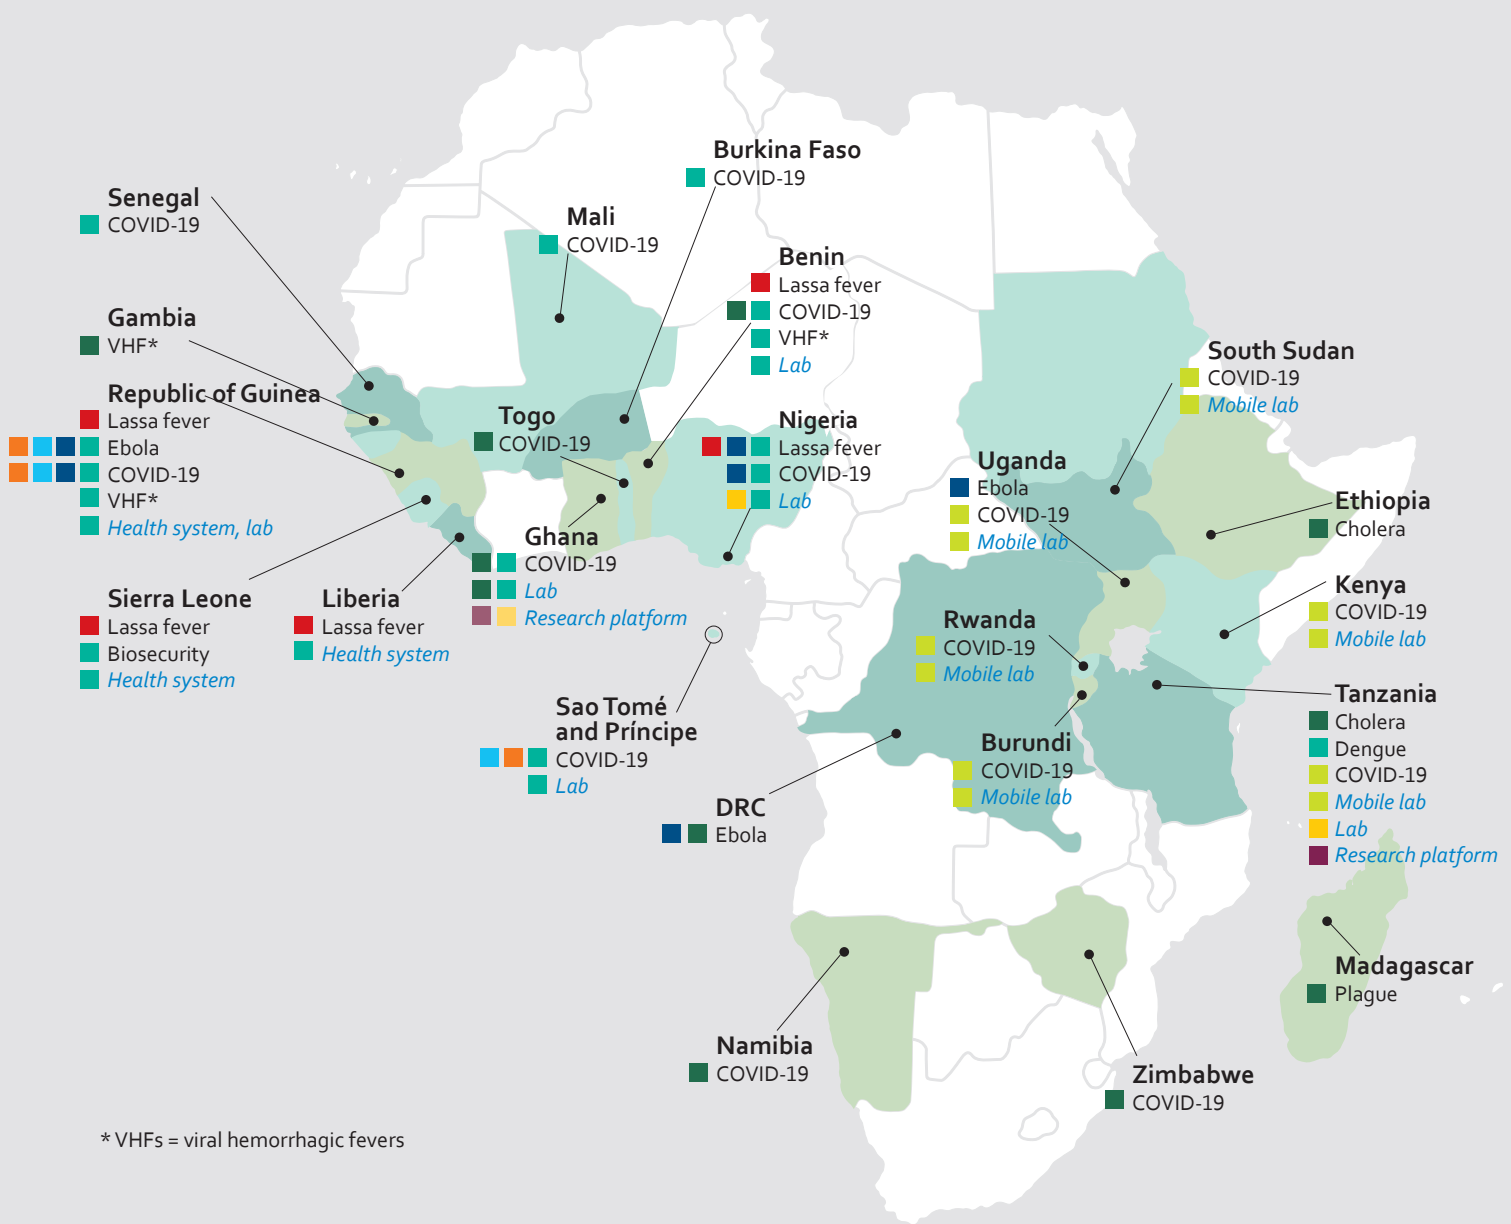 Burkina Faso
COVID-19
Senegal
COVID-19
Mali
COVID-19
Benin
Lassa fever
COVID-19
VHF*
Lab
Gambia
VHF*
Republic of Guinea
Lassa fever
Ebola
COVID-19
VHF*
Health system, lab
Togo
COVID-19
Nigeria
Lassa fever
COVID-19
Lab
South Sudan
COVID-19
Mobile lab
Uganda
Ebola
COVID-19
Mobile lab
Ethiopia
Cholera
Ghana
COVID-19
Lab
Research platform
Sierra Leone
Lassa fever
Biosecurity
Health system
Liberia
Lassa fever
Health system
Kenya
COVID-19
Mobile lab
Rwanda
COVID-19
Mobile lab
Sao Tomé
and Príncipe
COVID-19
Lab
Burundi
COVID-19
Mobile lab
Tanzania
Cholera
Dengue
COVID-19
Mobile lab
Lab
Research platform
DRC
Ebola
Madagascar
Plague
Namibia
COVID-19
Zimbabwe
COVID-19
* VHFs = viral hemorrhagic fevers